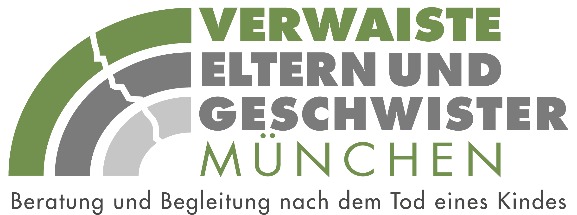 VERWAISTE
ELTERN UND
GESCHWISTER
MÜNCHEN
Beratung und Begleitung nach dem Tod eines Kindes